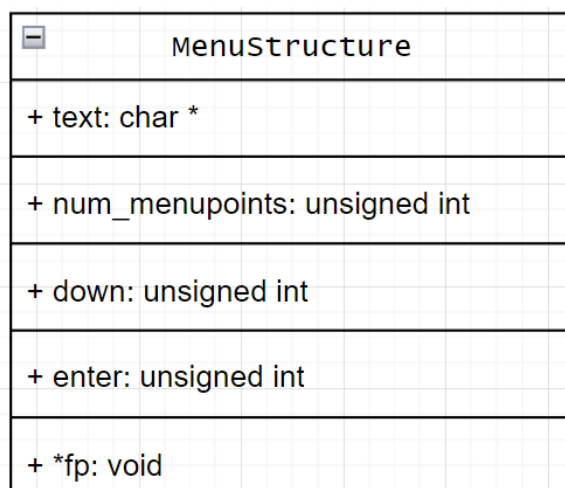 MenuStructure
+ text: char *
+ num_menupoints: unsigned int
+ down: unsigned int
+ enter: unsigned int
+ *fp: void